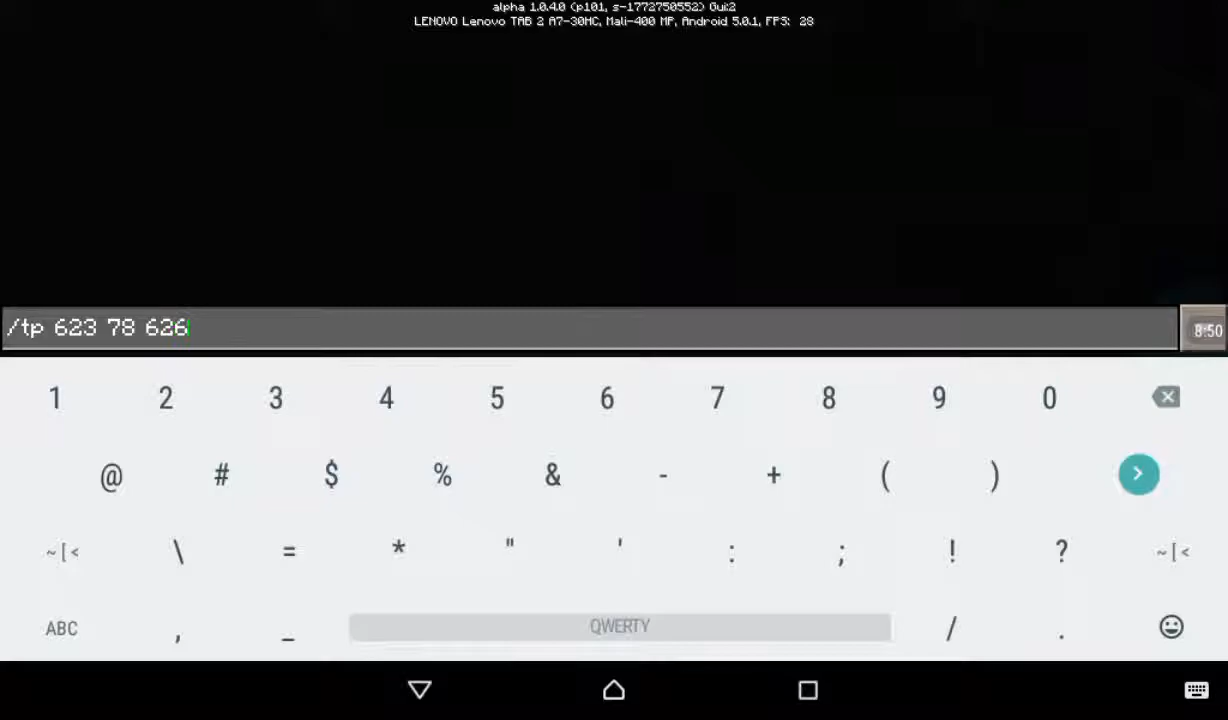 alpha 1.0.4.0 (p101, s-1772750552) Gui:2
LENOVO Lenovo TAB 2 A7-30HC, Mali-400 MP, Android 5.0.1, FPS: 28
/tp 623 78 626
8:50
1 2 3 4 5 6 7 8 9 0
@ # $ % & - + ( )
~[< \ = * " ' : ; ! ? ~[<
ABC , _ QWERTY / .